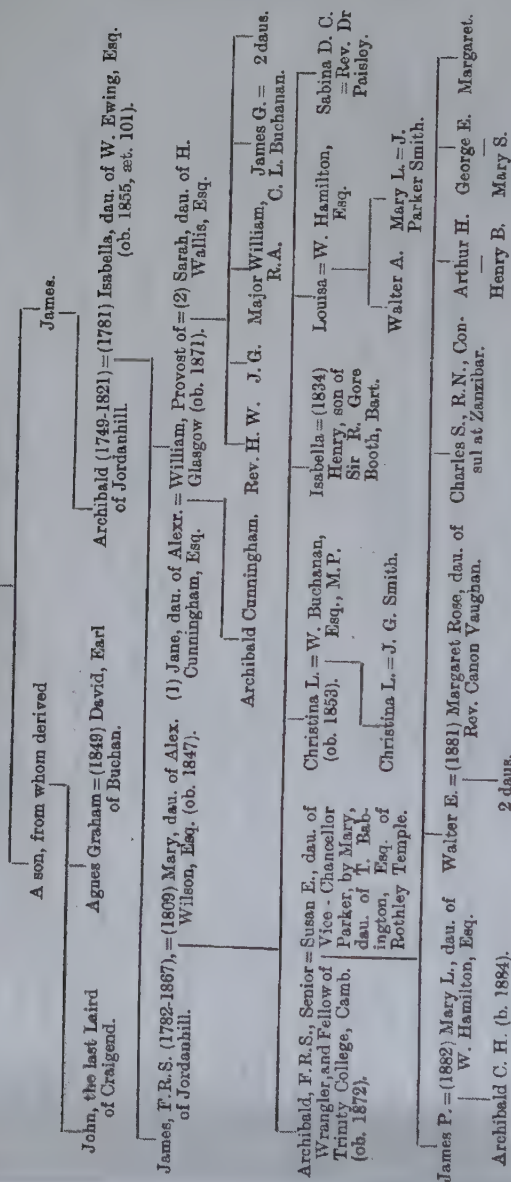 A son, from whom derived
James.
John, the last Laird
of Craigend.
Agnes Graham = (1849) David, Earl
of Buchan.
Archibald (1749-1821) = (1781) Isabella, dau. of W. Ewing, Esq.
of Jordanhill.
(ob. 1855, æt. 101).
James, F.R.S. (1782-1867), = (1809) Mary, dau. of Alex.
of Jordanhill.
Wilson, Esq. (ob. 1847).
(1) Jane, dau. of Alexr. = William, Provost of = (2) Sarah, dau. of H.
Cunningham, Esq.
Glasgow (ob. 1871).
Wallis, Esq.
Archibald Cunningham.
Rev. H. W.
J. G.
Major William,
R.A.
James G. =
C. L. Buchanan.
2 daus.
Archibald, F.R.S., Senior = Susan E., dau. of
Wrangler, and Fellow of
Trinity College, Camb.
(ob. 1872).
Vice-Chancellor
Parker, by Mary,
dau. of T. Bab-
ington, Esq. of
Rothley Temple.
Christina L. = W. Buchanan,
(ob. 1853).
Esq., M.P.
Christina L. = J. G. Smith.
Isabella = (1834)
Henry, son of
Sir R. Gore
Booth, Bart.
Louisa = W. Hamilton,
Esq.
Walter A.
Mary L. = J.
Parker Smith.
Sabina D. C.
= Rev. Dr
Paisley.
James P. = (1882) Mary L., dau. of
W. Hamilton, Esq.
Archibald C. H. (b. 1884).
Walter E. = (1881) Margaret Rose, dau. of
Rev. Canon Vaughan.
2 daus.
Charles S., R.N., Con-
sul at Zanzibar.
Arthur H.
Henry B.
George E.
Mary S.
Margaret.